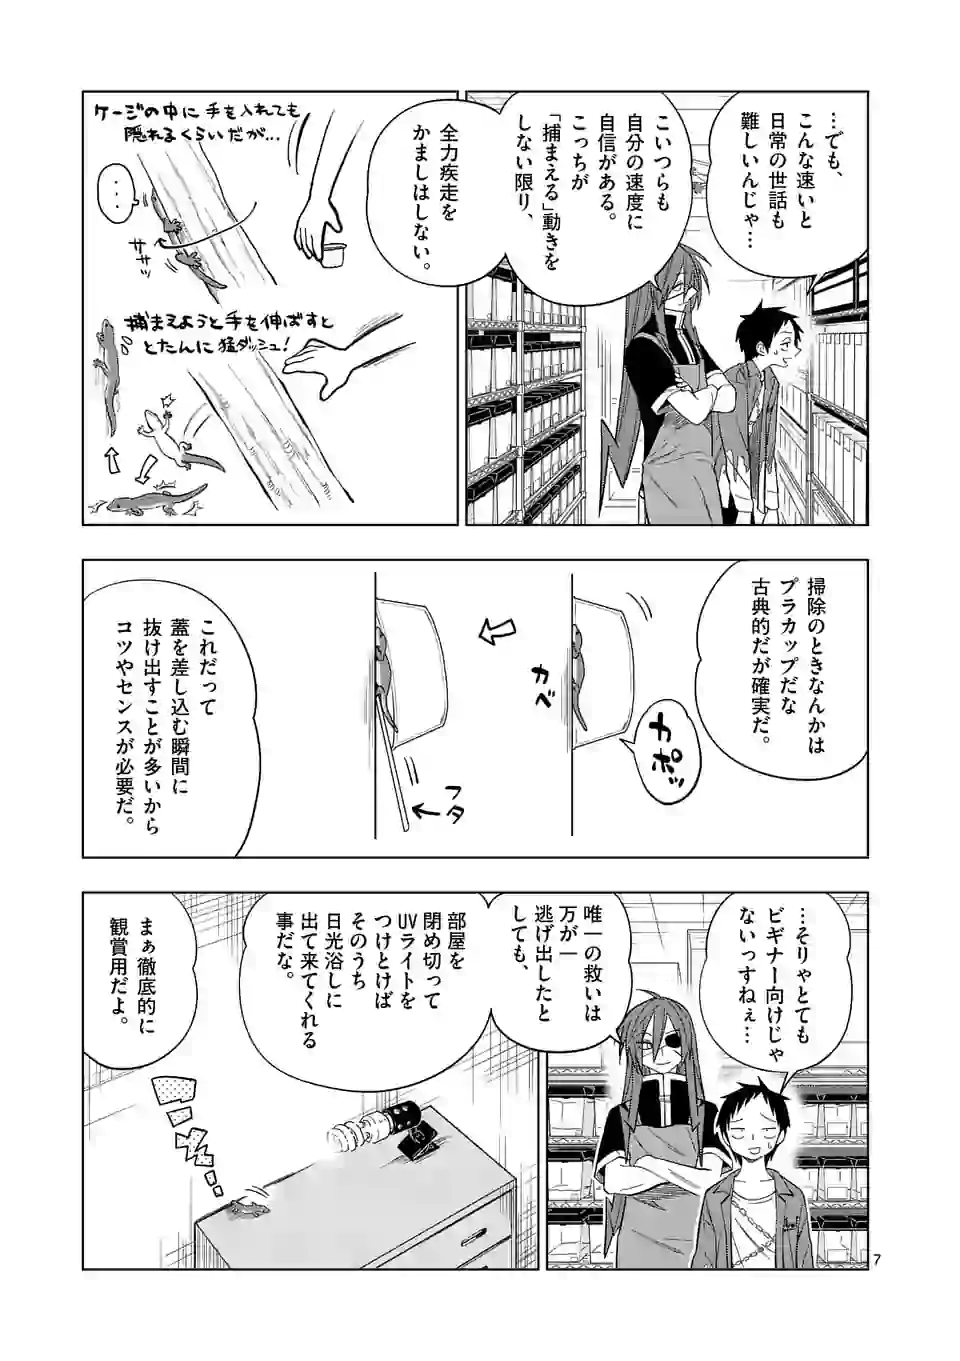 …でも、
こんな速いと
日常の世話も
難しいんじゃ…
こいつらも
自分の速度に
自信がある。
こっちが
「捕まえる」動きを
しない限り、
全力疾走を
かましはしない。
ケージの中に手を入れても
隠れるくらいだが…
…
ササッ
捕まえようと手を伸ばすと
とたんに猛ダッシュ!
掃除のときなんかは
プラカップだな
古典的だが確実だ。
カポッ
カベ
フタ
これだって
蓋を差し込む瞬間に
抜け出すことが多いから
コツやセンスが必要だ。
…そりゃとても
ビギナー向けじゃ
ないっすねぇ…
唯一の救いは
万が一
逃げ出したと
しても、
部屋を
閉め切って
UVライトを
つけとけば
そのうち
日光浴しに
出て来てくれる
事だな。
まぁ徹底的に
観賞用だよ。
7